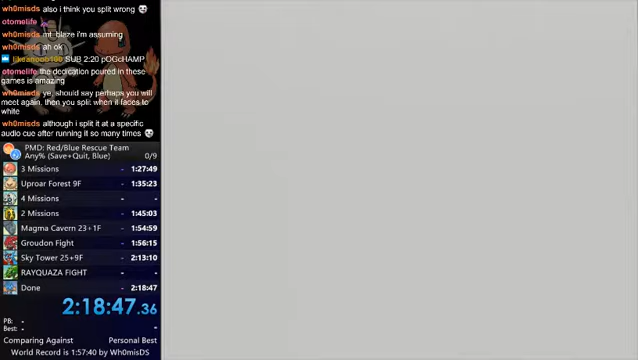 wh0misds also i think you split wrong
otomelife
wh0misds mt. blaze i'm assuming
wh0misds ah ok
likeanoob100 SUB 2:20 pOGcHAMP
otomelife the dedication poured in these
games is amazing
wh0misds ye, should say perhaps you will
meet again. then you split when it faces to
white
wh0misds although i split it at a specific
audio cue after running it so many times
PMD: Red/Blue Rescue Team
Any% (Save+Quit, Blue) 0/9
3 Missions - 1:27:49
Uproar Forest 9F - 1:35:23
4 Missions - -
2 Missions - 1:45:03
Magma Cavern 23+1F - 1:54:59
Groudon Fight - 1:56:15
Sky Tower 25+9F - 2:13:10
RAYQUAZA FIGHT - -
Done - 2:18:47
2:18:47.36
PB: -
Best: - -
Comparing Against Personal Best
World Record is 1:57:40 by Wh0misDS